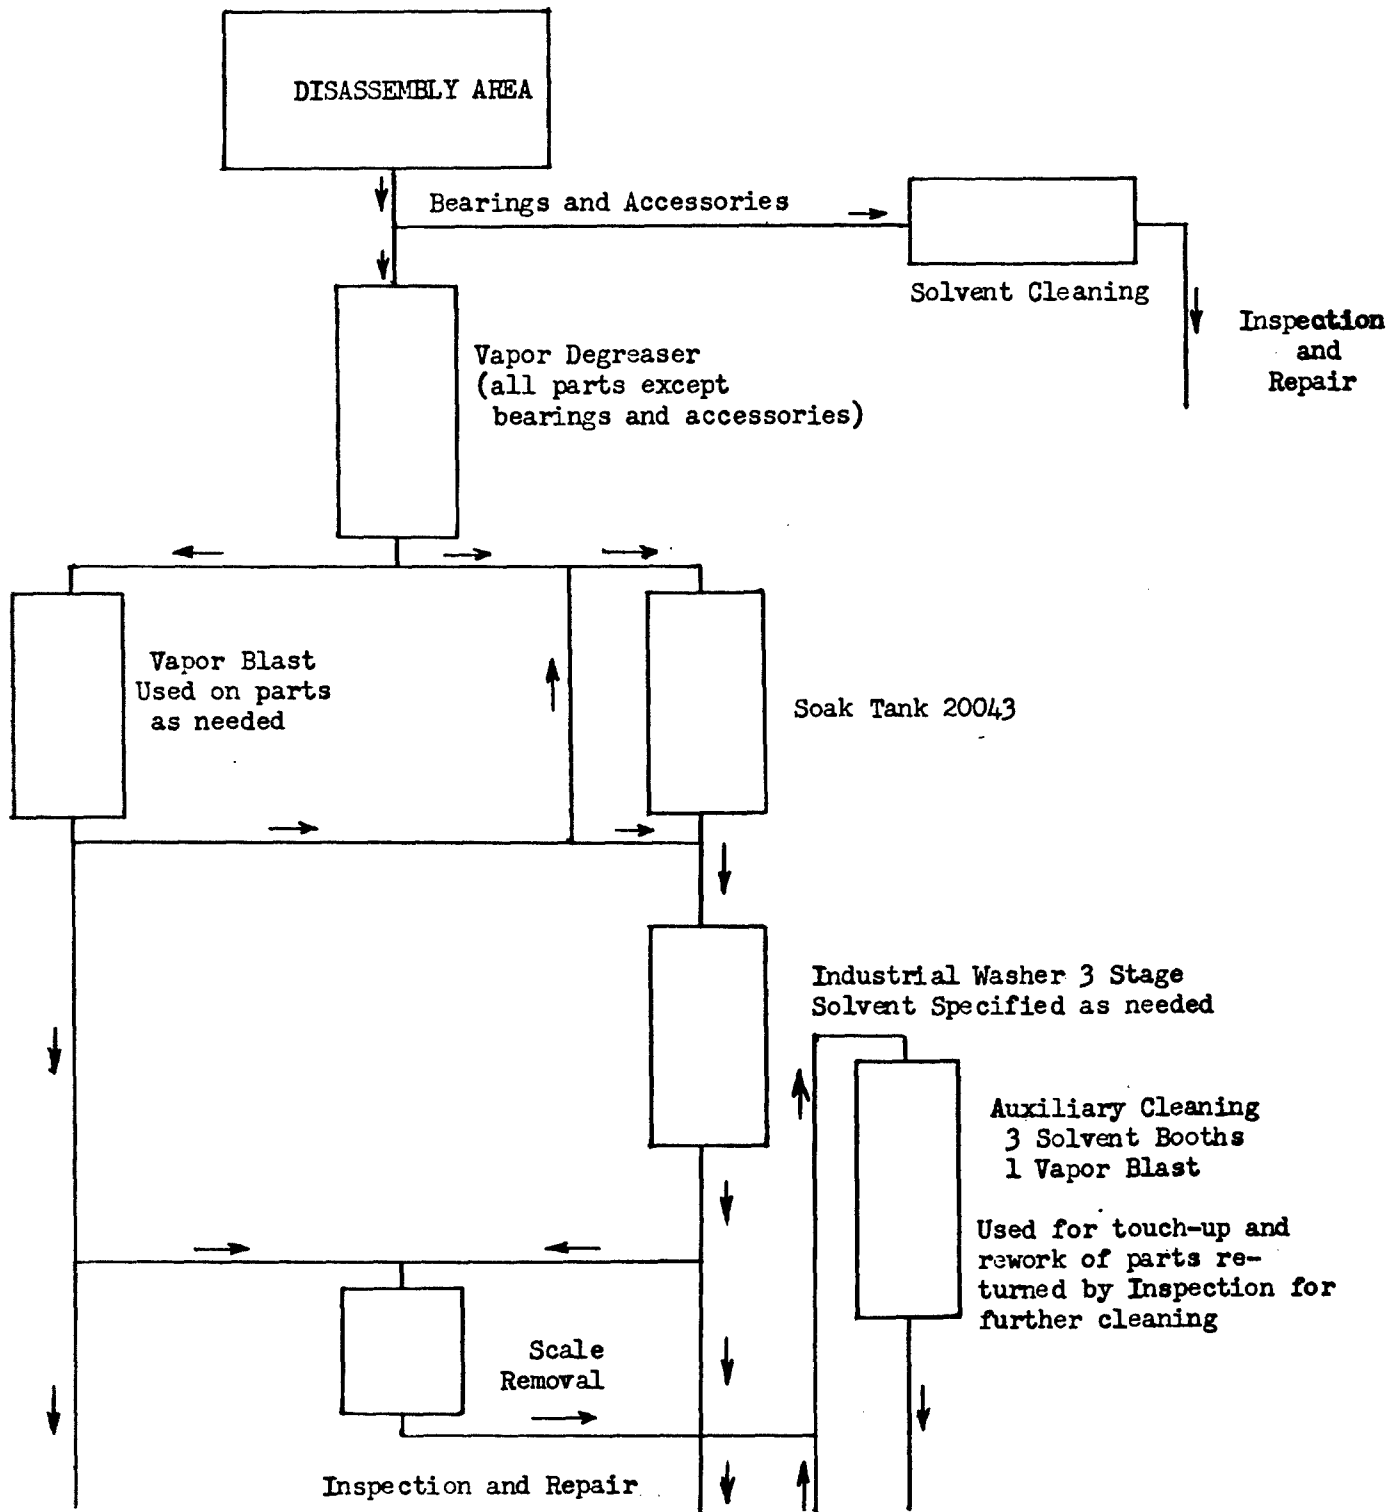 DISASSEMBLY AREA
Bearings and Accessories
Solvent Cleaning
Inspection
and
Repair
Vapor Degreaser
(all parts except
bearings and accessories)
Vapor Blast
Used on parts
as needed
Soak Tank 20043
Industrial Washer 3 Stage
Solvent Specified as needed
Auxiliary Cleaning
3 Solvent Booths
1 Vapor Blast
Used for touch-up and
rework of parts re-
turned by Inspection for
further cleaning
Scale
Removal
Inspection and Repair